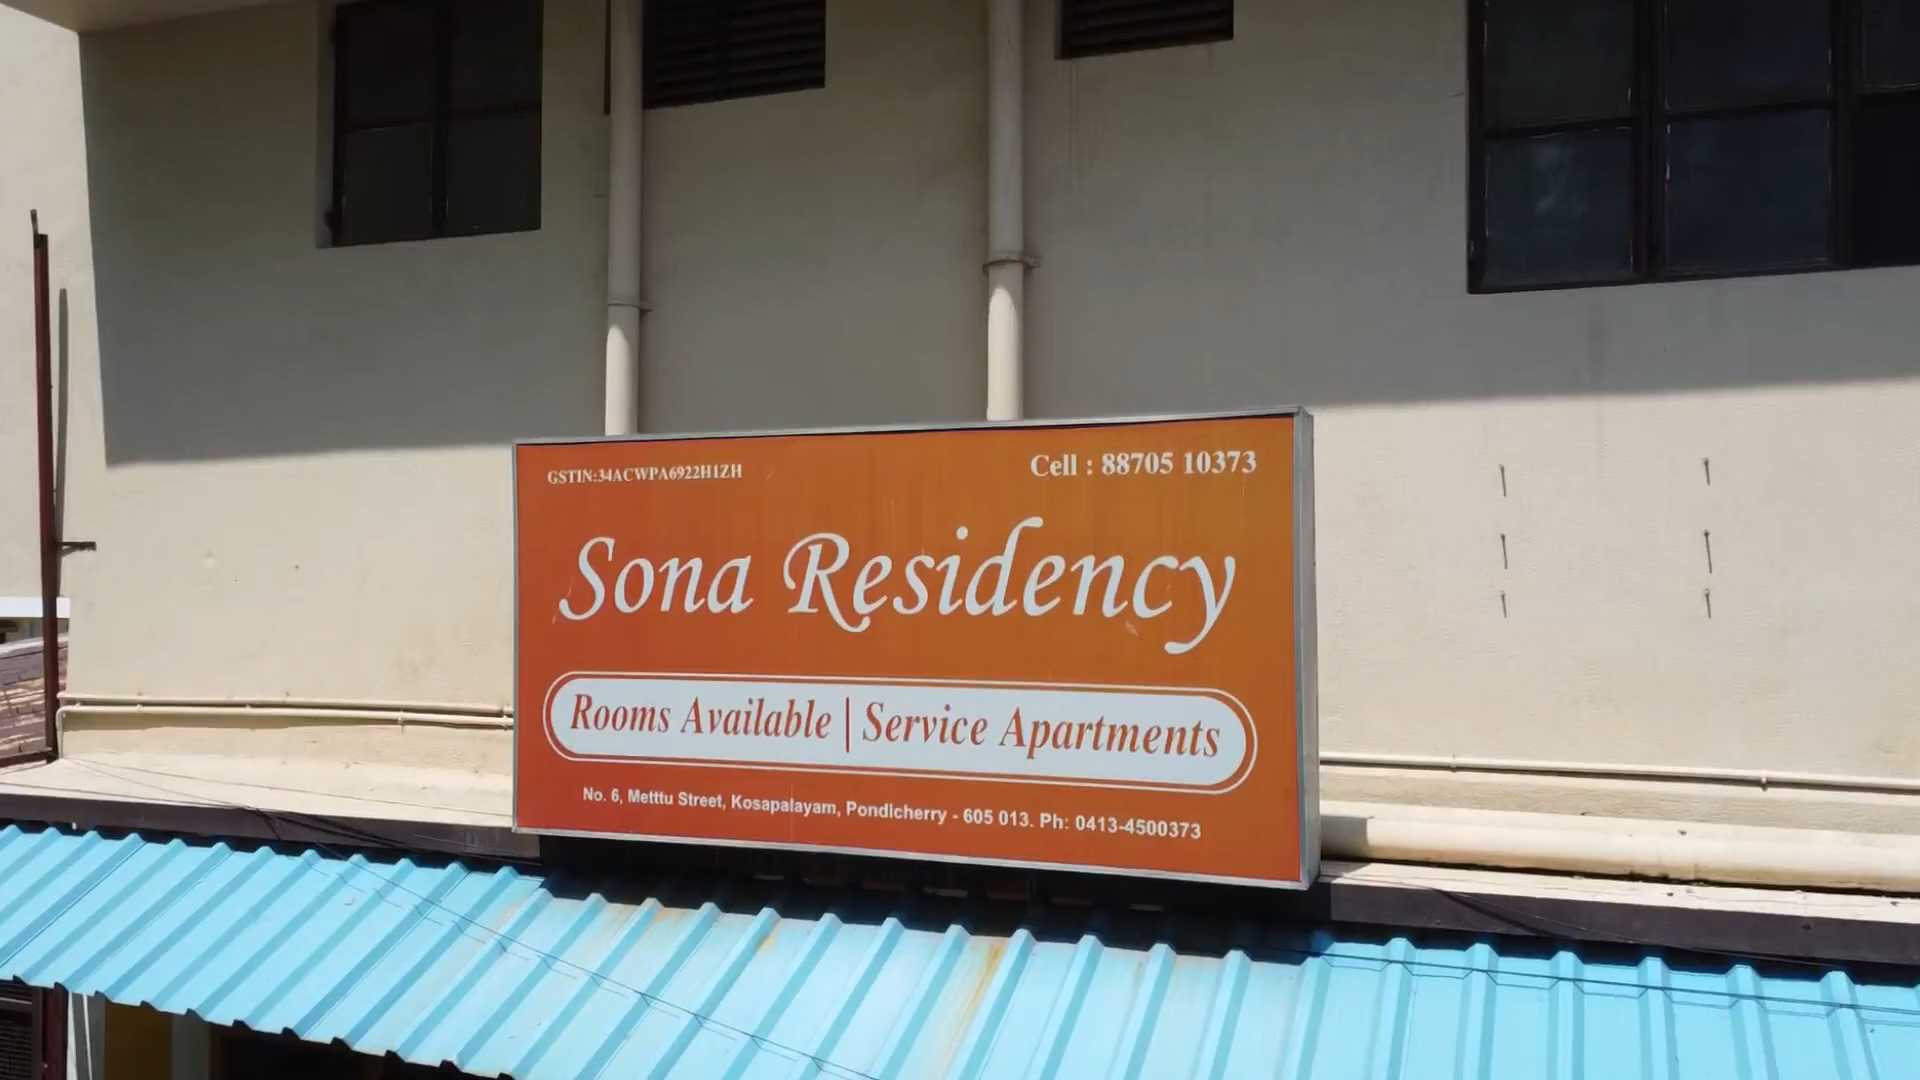 GSTIN:34ACWPA6922H1ZH
Cell : 88705 10373
Sona Residency
Rooms Available | Service Apartments
No. 6, Metttu Street, Kosapalayam, Pondicherry - 605 013. Ph: 0413-4500373